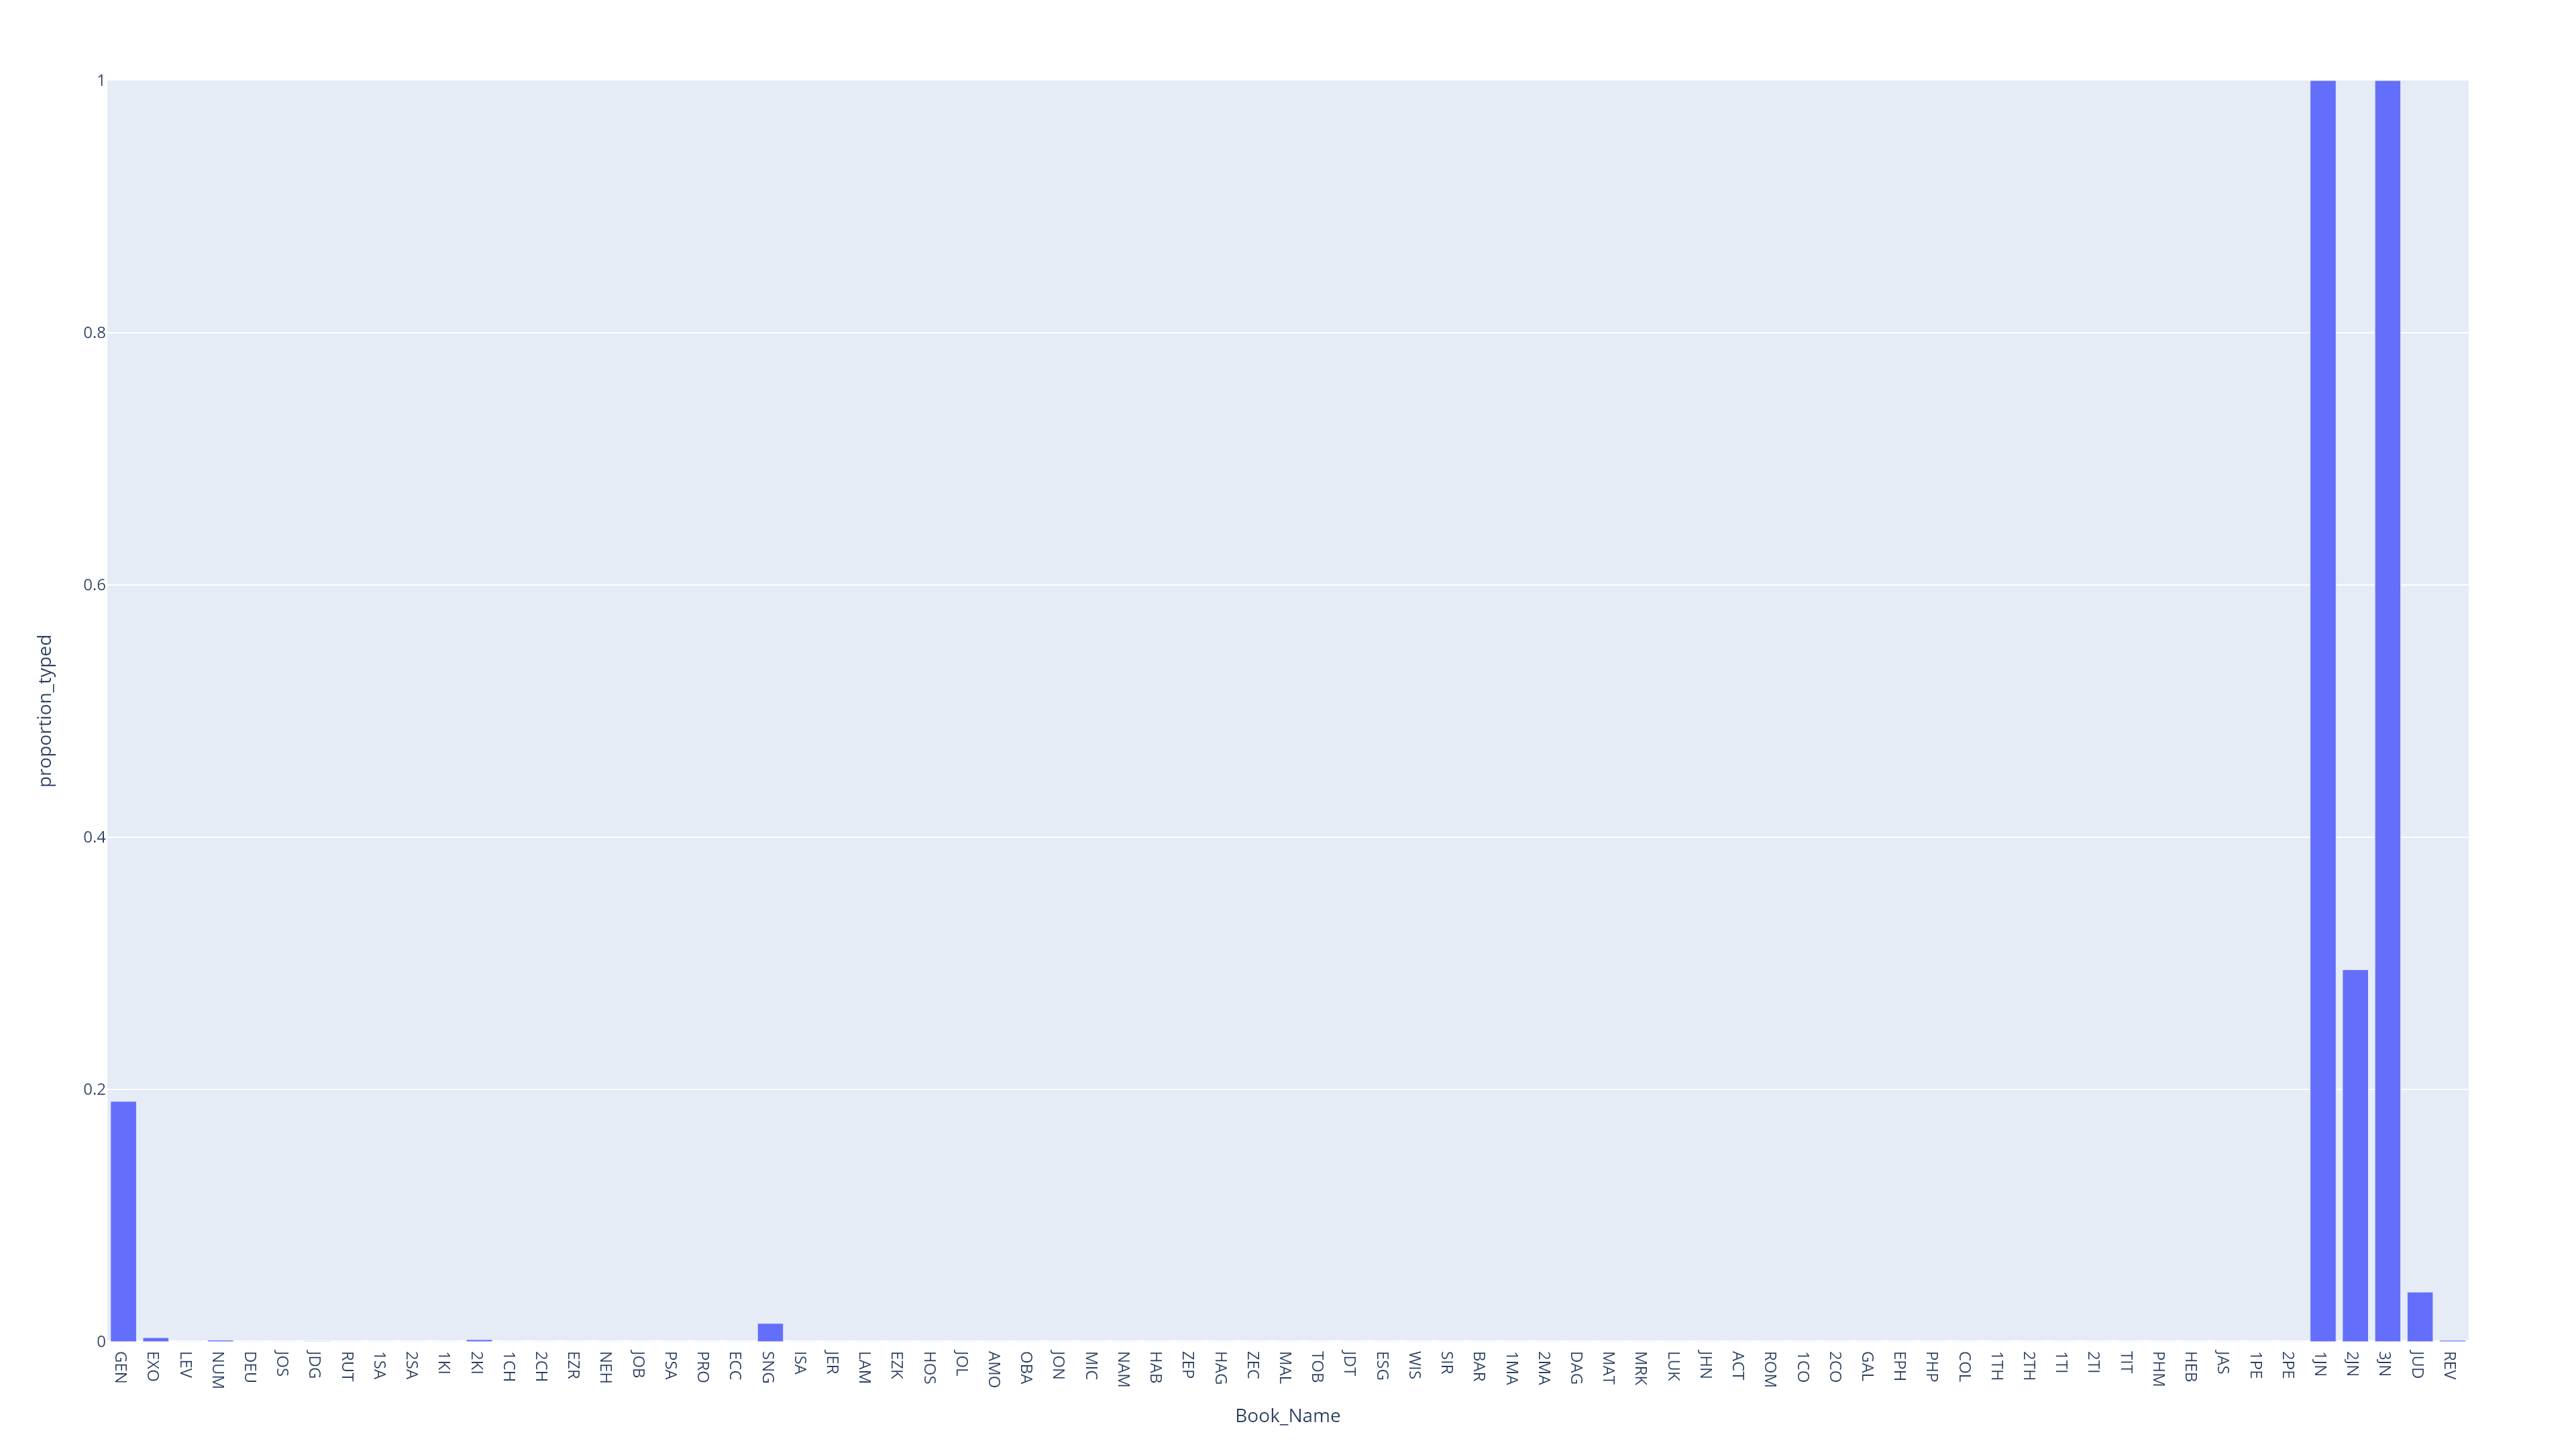 1
0.8
0.6
0.4
0.2
0
proportion_typed
GEN
EXO
LEV
NUM
DEU
JOS
JDG
RUT
1SA
2SA
1KI
2KI
1CH
2CH
EZR
NEH
JOB
PSA
PRO
ECC
SNG
ISA
JER
LAM
EZK
HOS
JOL
AMO
OBA
JON
MIC
NAM
HAB
ZEP
HAG
ZEC
MAL
TOB
JDT
ESG
WIS
SIR
BAR
1MA
2MA
DAG
MAT
MRK
LUK
JHN
ACT
ROM
1CO
2CO
GAL
EPH
PHP
COL
1TH
2TH
1TI
2TI
TIT
PHM
HEB
JAS
1PE
2PE
1JN
2JN
3JN
JUD
REV
Book_Name